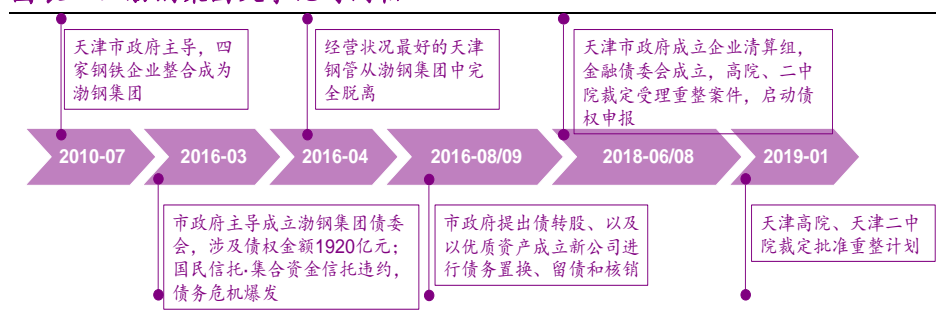 天津市政府主导，四
家钢铁企业整合成为
渤钢集团
经营状况最好的天津
钢管从渤钢集团中完
全脱离
天津市政府成立企业清算组，
金融债委会成立，高院、二中
院裁定受理重整案件，启动债
权申报
2010-07
2016-03
2016-04
2016-08/09
2018-06/08
2019-01
市政府主导成立渤钢集团债委
会，涉及债权金额1920亿元；
国民信托·集合资金信托违约，
债务危机爆发
市政府提出债转股、以及
以优质资产成立新公司进
行债务置换、留债和核销
天津高院、天津二中
院裁定批准重整计划